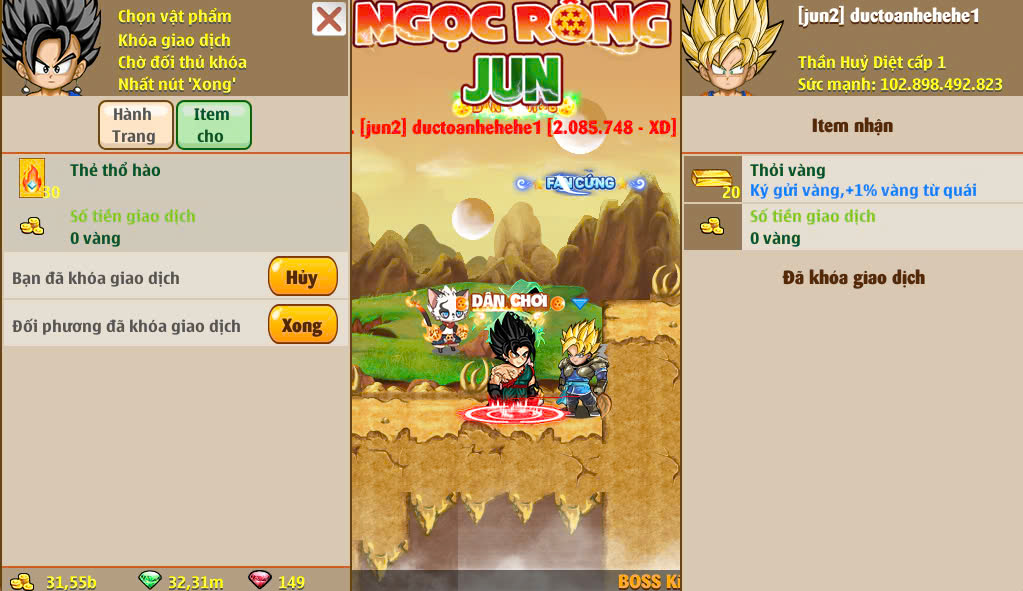 Chọn vật phẩm
Khóa giao dịch
Chờ đối thủ khóa
Nhất nút 'Xong'
Hành
Trang
Item
cho
Thẻ thổ hào
30
Số tiền giao dịch
0 vàng
Bạn đã khóa giao dịch
Hủy
Đối phương đã khóa giao dịch
Xong
31,55b
32,31m
149
NGỌC RỒNG
JUN
. [jun2] ductoanhehehe1 [2.085.748 - XD]
FAN CỨNG
DÂN CHƠI
BOSS Ki
[jun2] ductoanhehehe1
Thần Huỷ Diệt cấp 1
Sức mạnh: 102.898.492.823
Item nhận
Thỏi vàng
20
Ký gửi vàng,+1% vàng từ quái
Số tiền giao dịch
0 vàng
Đã khóa giao dịch